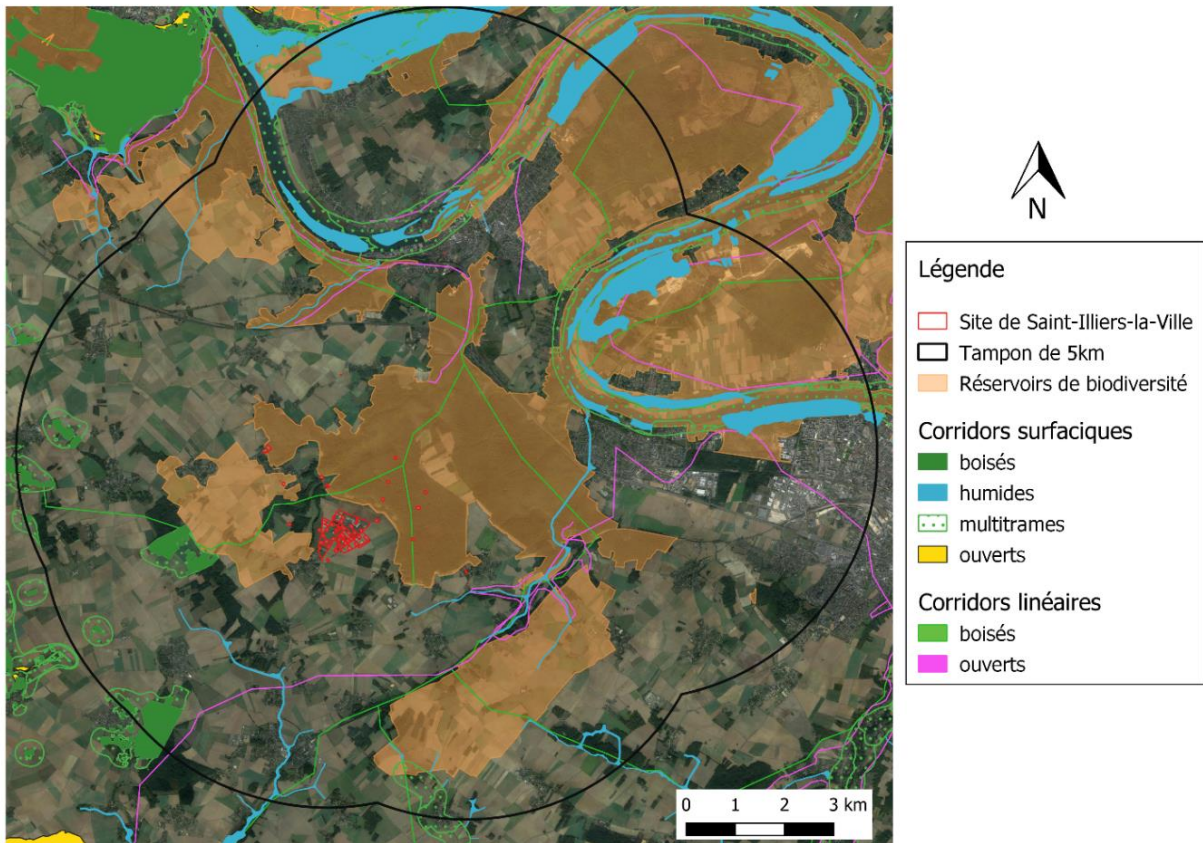 N
Légende
Site de Saint-Illiers-la-Ville
Tampon de 5km
Réservoirs de biodiversité
Corridors surfaciques
boisés
humides
multitrames
ouverts
Corridors linéaires
boisés
ouverts
0 1 2 3 km